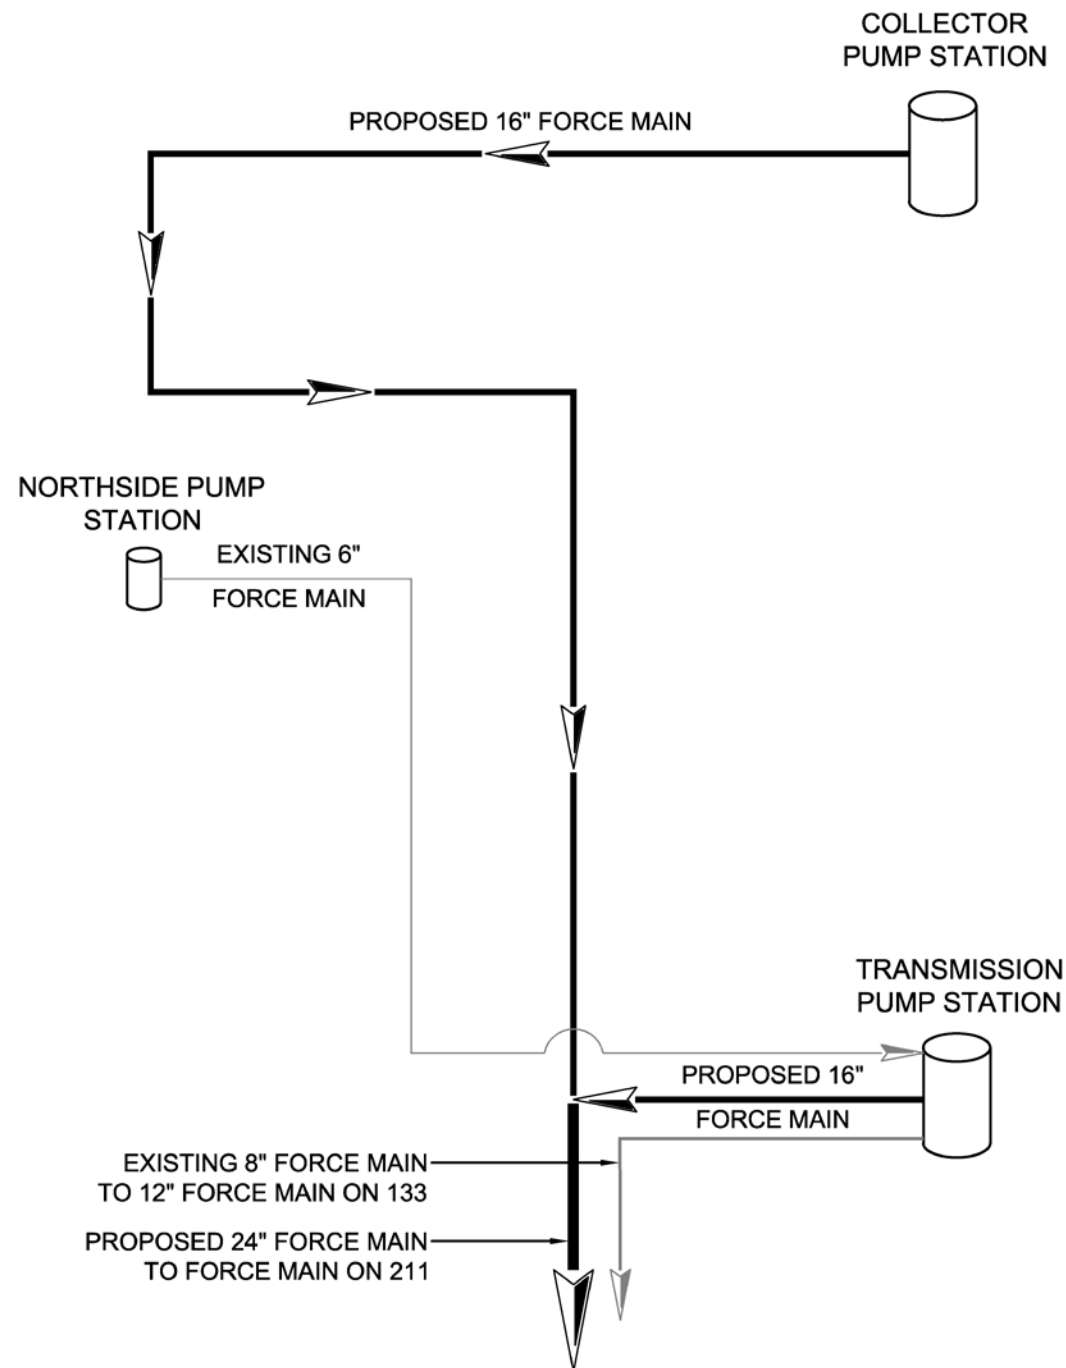 COLLECTOR
PUMP STATION
PROPOSED 16" FORCE MAIN
NORTHSIDE PUMP
STATION
EXISTING 6"
FORCE MAIN
TRANSMISSION
PUMP STATION
PROPOSED 16"
FORCE MAIN
EXISTING 8" FORCE MAIN
TO 12" FORCE MAIN ON 133
PROPOSED 24" FORCE MAIN
TO FORCE MAIN ON 211